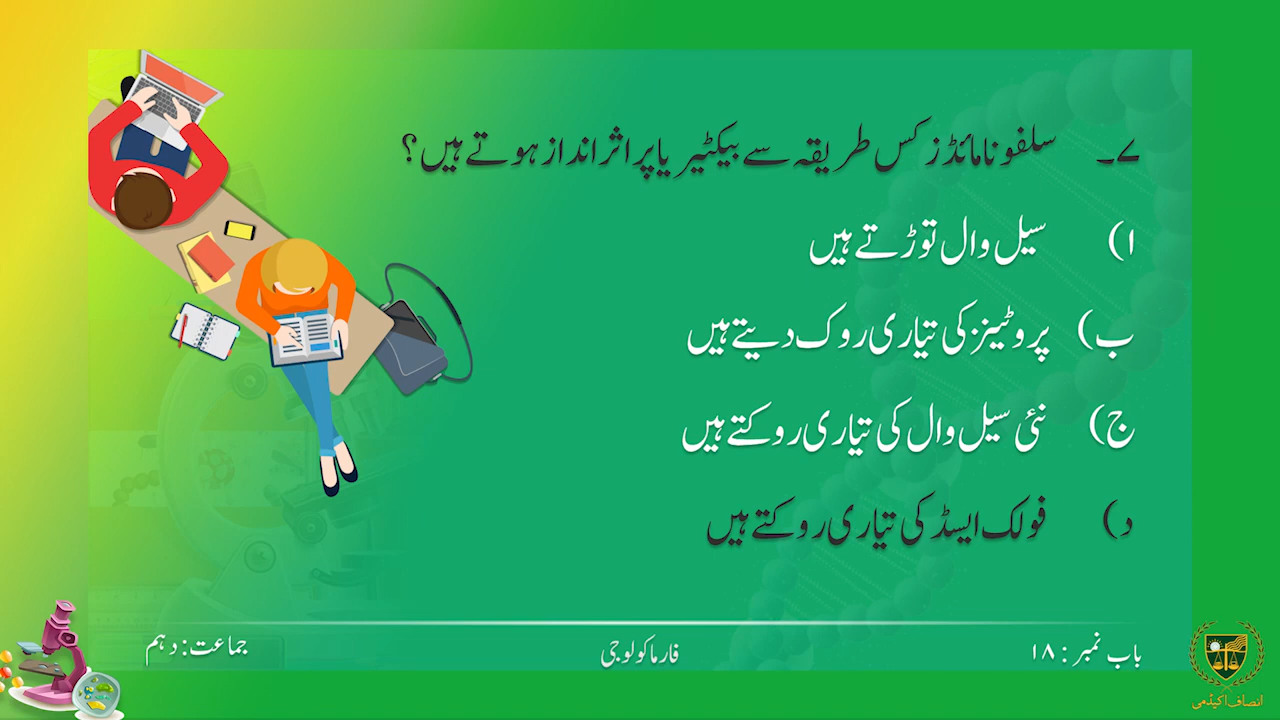 ۷۔ سلفونامائڈز کس طریقہ سے بیکٹیریا پر اثر انداز ہوتے ہیں؟
ا) سیل وال توڑتے ہیں
ب) پروٹینز کی تیاری روک دیتے ہیں
ج) نئی سیل وال کی تیاری روکتے ہیں
د) فولک ایسڈ کی تیاری روکتے ہیں
باب نمبر : ۱۸ فارماکولوجی جماعت: دہم
انصاف اکیڈمی